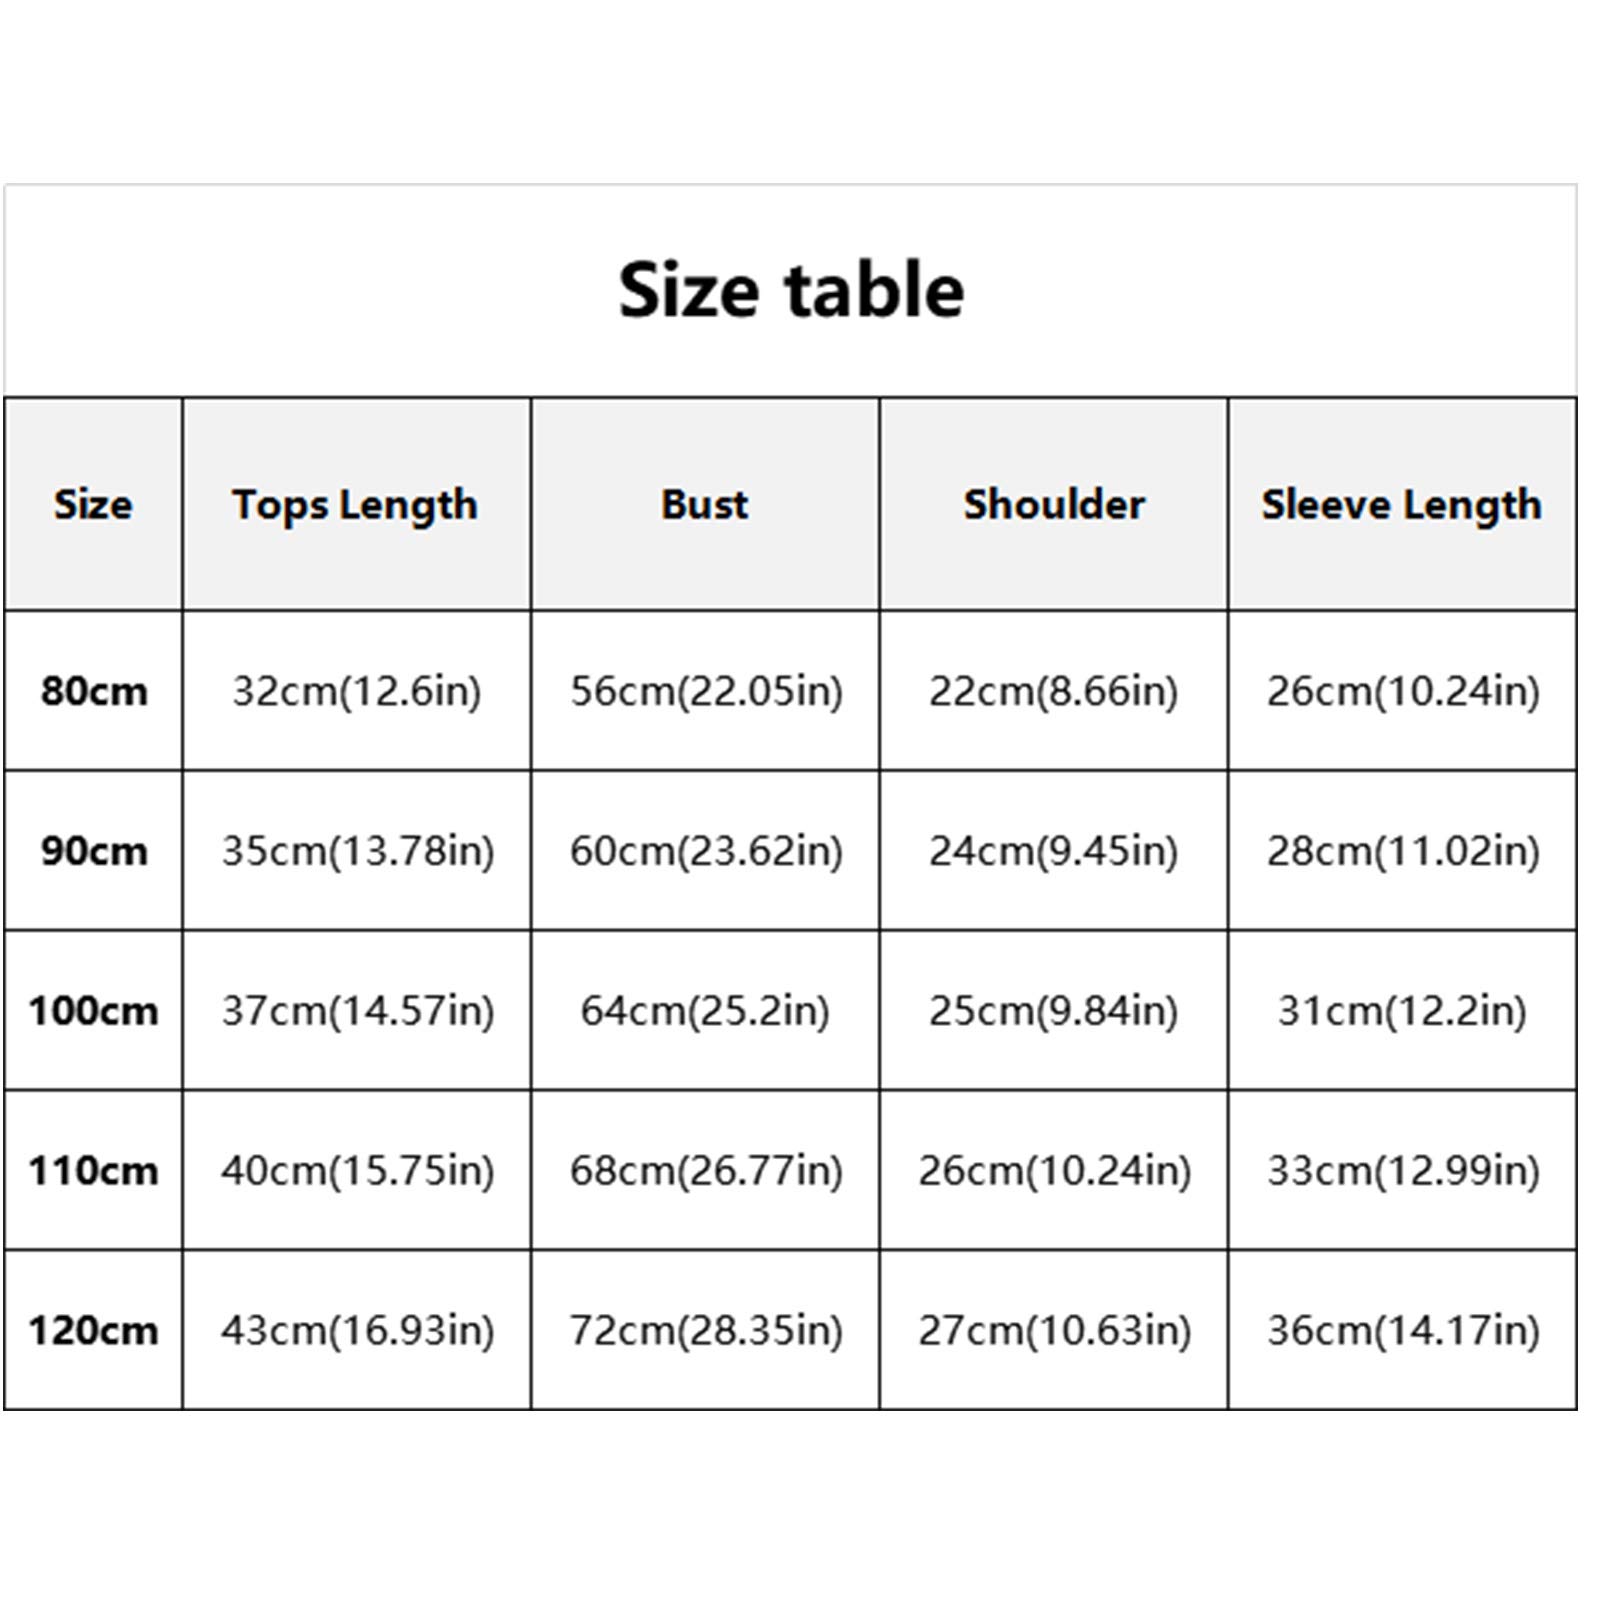 Size table
Size Tops Length Bust Shoulder Sleeve Length
80cm 32cm(12.6in) 56cm(22.05in) 22cm(8.66in) 26cm(10.24in)
90cm 35cm(13.78in) 60cm(23.62in) 24cm(9.45in) 28cm(11.02in)
100cm 37cm(14.57in) 64cm(25.2in) 25cm(9.84in) 31cm(12.2in)
110cm 40cm(15.75in) 68cm(26.77in) 26cm(10.24in) 33cm(12.99in)
120cm 43cm(16.93in) 72cm(28.35in) 27cm(10.63in) 36cm(14.17in)